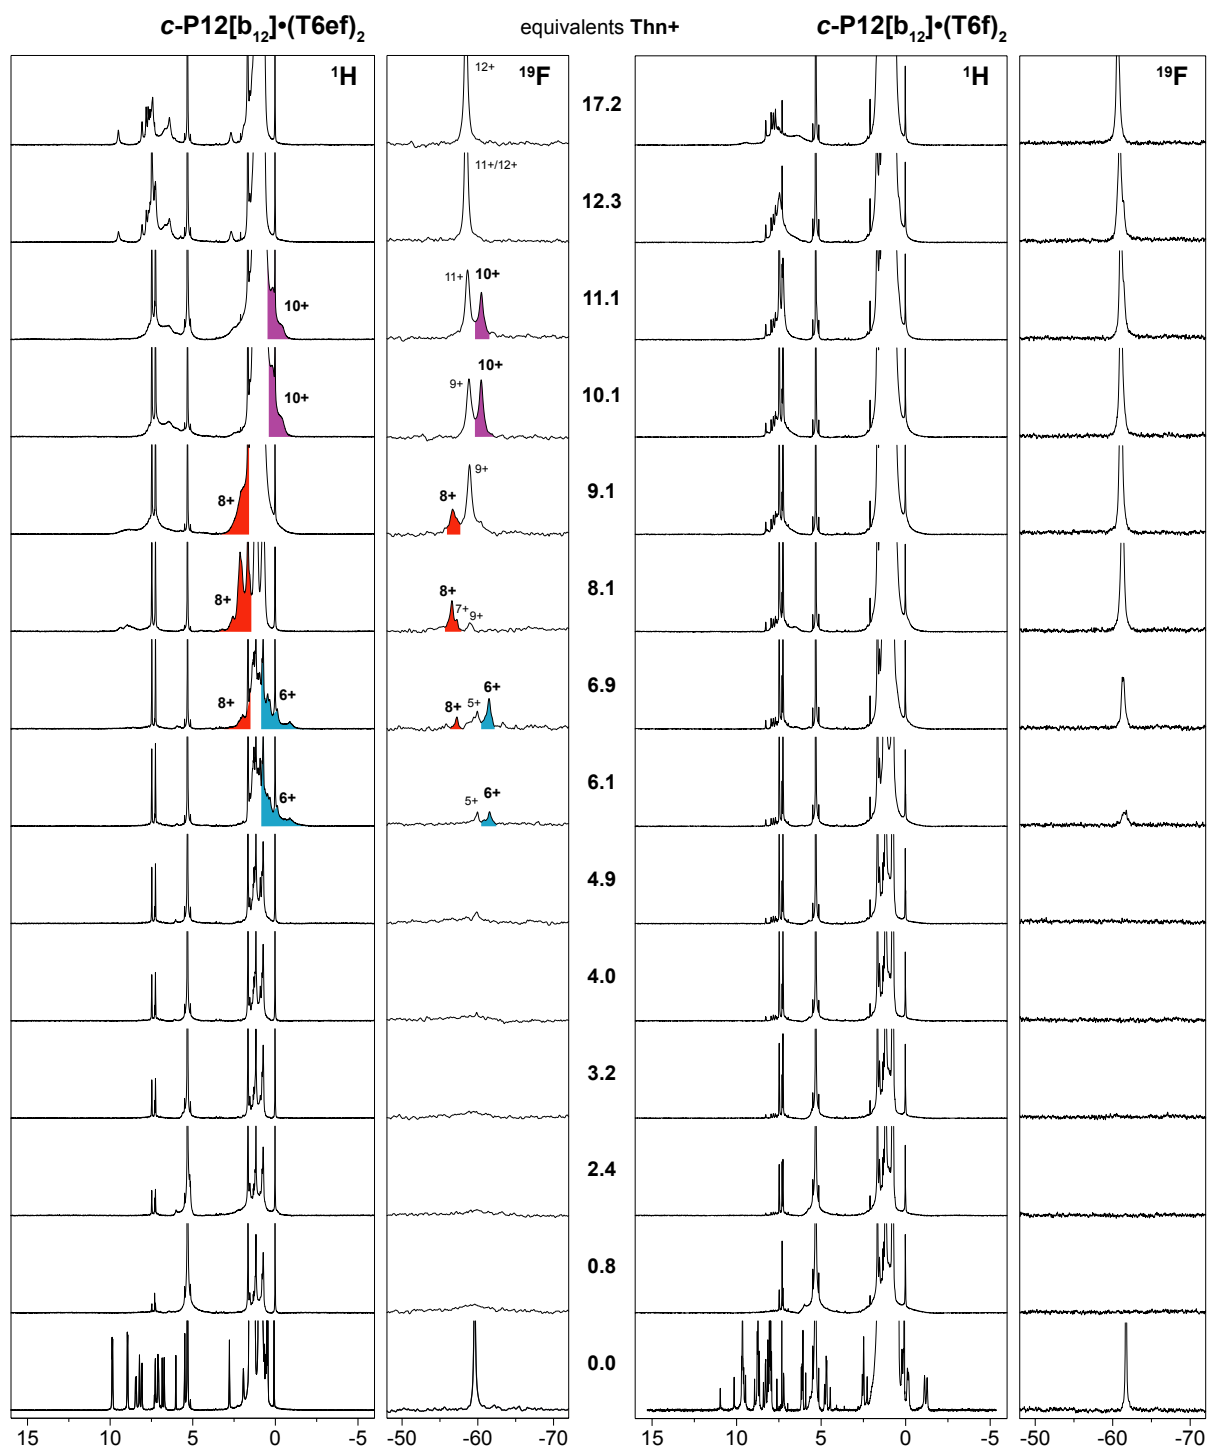 c-P12[b12]•(T6ef)2 equivalents Thn+ c-P12[b12]•(T6f)2
1H 19F 1H 19F
12+
17.2
11+/12+
12.3
10+ 11+ 10+
11.1
10+ 9+ 10+
10.1
8+ 8+ 9+
9.1
8+ 8+ 7+ 9+
8.1
8+ 6+ 8+ 5+ 6+
6.9
6+ 5+ 6+
6.1
4.9
4.0
3.2
2.4
0.8
0.0
15 10 5 0 -5 -50 -60 -70 15 10 5 0 -5 -50 -60 -70